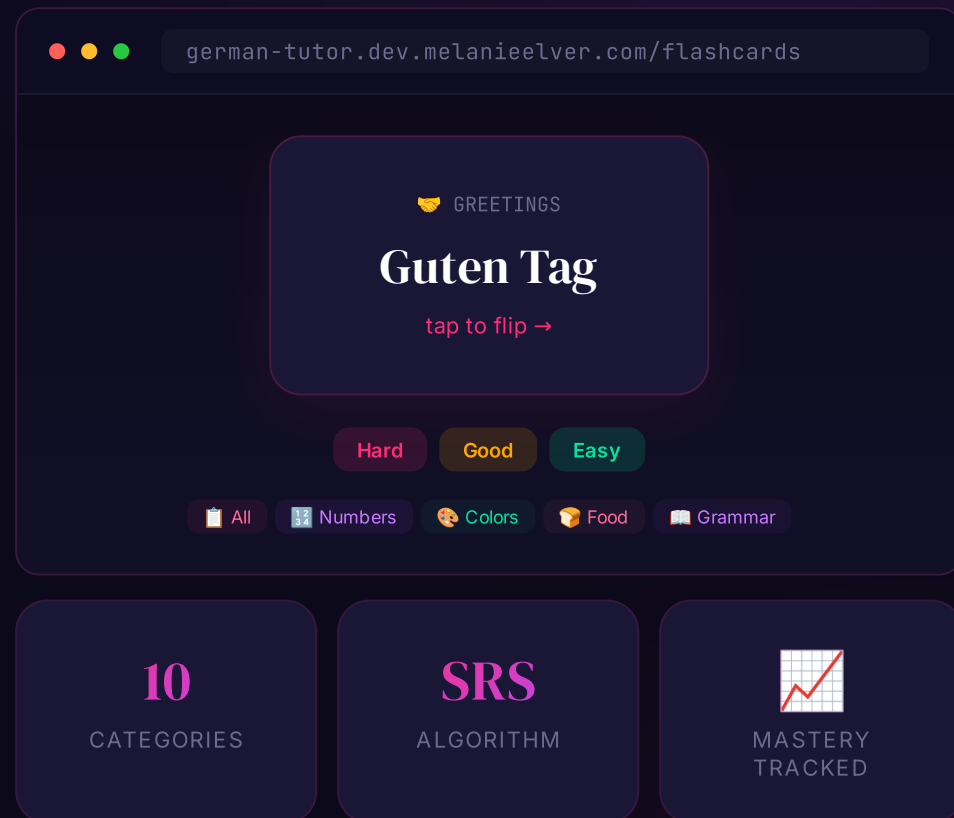 german-tutor.dev.melanieelver.com/flashcards
🤝 GREETINGS
Guten Tag
tap to flip →
Hard Good Easy
📋 All 🔢 Numbers 🎨 Colors 🍞 Food 📖 Grammar
10 SRS 📈
CATEGORIES ALGORITHM MASTERY
TRACKED